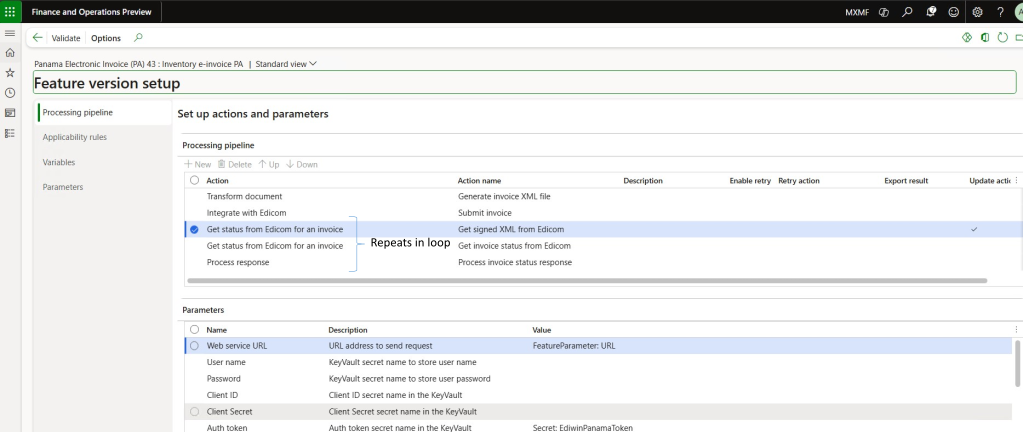 Finance and Operations Preview
MXMF
Validate Options
Panama Electronic Invoice (PA) 43 : Inventory e-invoice PA | Standard view
Feature version setup
Processing pipeline
Applicability rules
Variables
Parameters
Set up actions and parameters
Processing pipeline
New Delete Up Down
Action Action name Description Enable retry Retry action Export result Update actic
Transform document Generate invoice XML file
Integrate with Edicom Submit invoice
Get status from Edicom for an invoice Get signed XML from Edicom
Get status from Edicom for an invoice Get invoice status from Edicom
Repeats in loop
Process response Process invoice status response
Parameters
Name Description Value
Web service URL URL address to send request FeatureParameter: URL
User name KeyVault secret name to store user name
Password KeyVault secret name to store user password
Client ID Client ID secret name in the KeyVault
Client Secret Client Secret secret name in the KeyVault
Auth token Auth token secret name in the KeyVault Secret: EdiwinPanamaToken